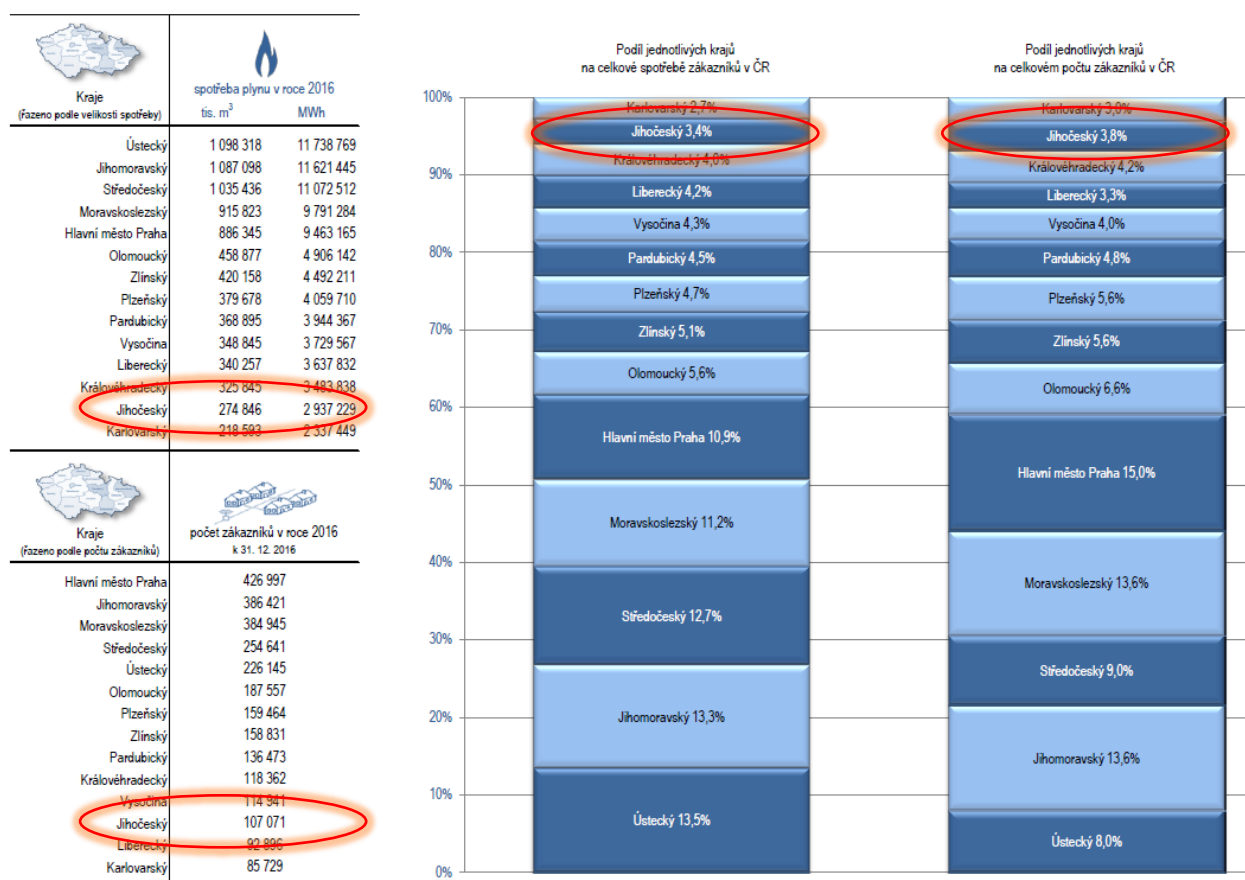 Kraje
(řazeno podle velikosti spotřeby)
spotřeba plynu v roce 2016
tis. m³ MWh
Ústecký 1 098 318 11 738 769
Jihomoravský 1 087 098 11 621 445
Středočeský 1 035 436 11 072 512
Moravskoslezský 915 823 9 791 284
Hlavní město Praha 886 345 9 463 165
Olomoucký 458 877 4 906 142
Zlínský 420 158 4 492 211
Plzeňský 379 678 4 059 710
Pardubický 368 895 3 944 367
Vysočina 348 845 3 729 567
Liberecký 340 257 3 637 832
Královéhradecký 325 845 3 483 838
Jihočeský 274 846 2 937 229
Karlovarský 218 593 2 337 449
Kraje
(řazeno podle počtu zákazníků)
počet zákazníků v roce 2016
k 31. 12. 2016
Hlavní město Praha 426 997
Jihomoravský 386 421
Moravskoslezský 384 945
Středočeský 254 641
Ústecký 226 145
Olomoucký 187 557
Plzeňský 159 464
Zlínský 158 831
Pardubický 136 473
Královéhradecký 118 362
Vysočina 114 941
Jihočeský 107 071
Liberecký 92 896
Karlovarský 85 729
Podíl jednotlivých krajů
na celkové spotřebě zákazníků v ČR
100%
90%
80%
70%
60%
50%
40%
30%
20%
10%
0%
Karlovarský 2,7%
Jihočeský 3,4%
Královéhradecký 4,0%
Liberecký 4,2%
Vysočina 4,3%
Pardubický 4,5%
Plzeňský 4,7%
Zlínský 5,1%
Olomoucký 5,6%
Hlavní město Praha 10,9%
Moravskoslezský 11,2%
Středočeský 12,7%
Jihomoravský 13,3%
Ústecký 13,5%
Podíl jednotlivých krajů
na celkovém počtu zákazníků v ČR
Karlovarský 3,0%
Jihočeský 3,8%
Královéhradecký 4,2%
Liberecký 3,3%
Vysočina 4,0%
Pardubický 4,8%
Plzeňský 5,6%
Zlínský 5,6%
Olomoucký 6,6%
Hlavní město Praha 15,0%
Moravskoslezský 13,6%
Středočeský 9,0%
Jihomoravský 13,6%
Ústecký 8,0%